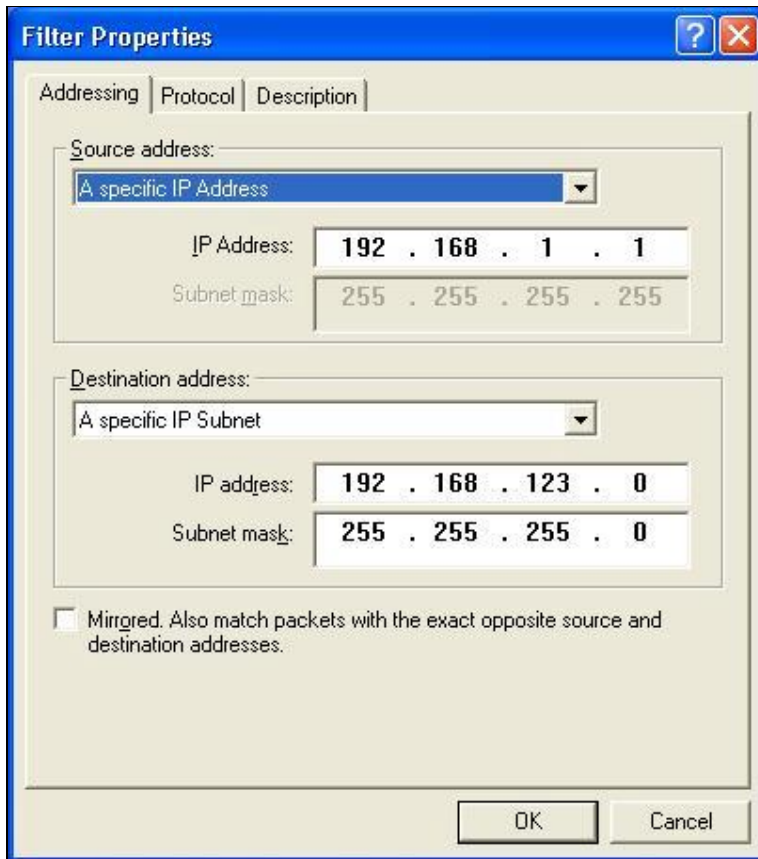 Filter Properties
Addressing Protocol Description
Source address:
A specific IP Address
IP Address: 192 . 168 . 1 . 1
Subnet mask: 255 . 255 . 255 . 255
Destination address:
A specific IP Subnet
IP address: 192 . 168 . 123 . 0
Subnet mask: 255 . 255 . 255 . 0
Mirrored. Also match packets with the exact opposite source and
destination addresses.
OK Cancel